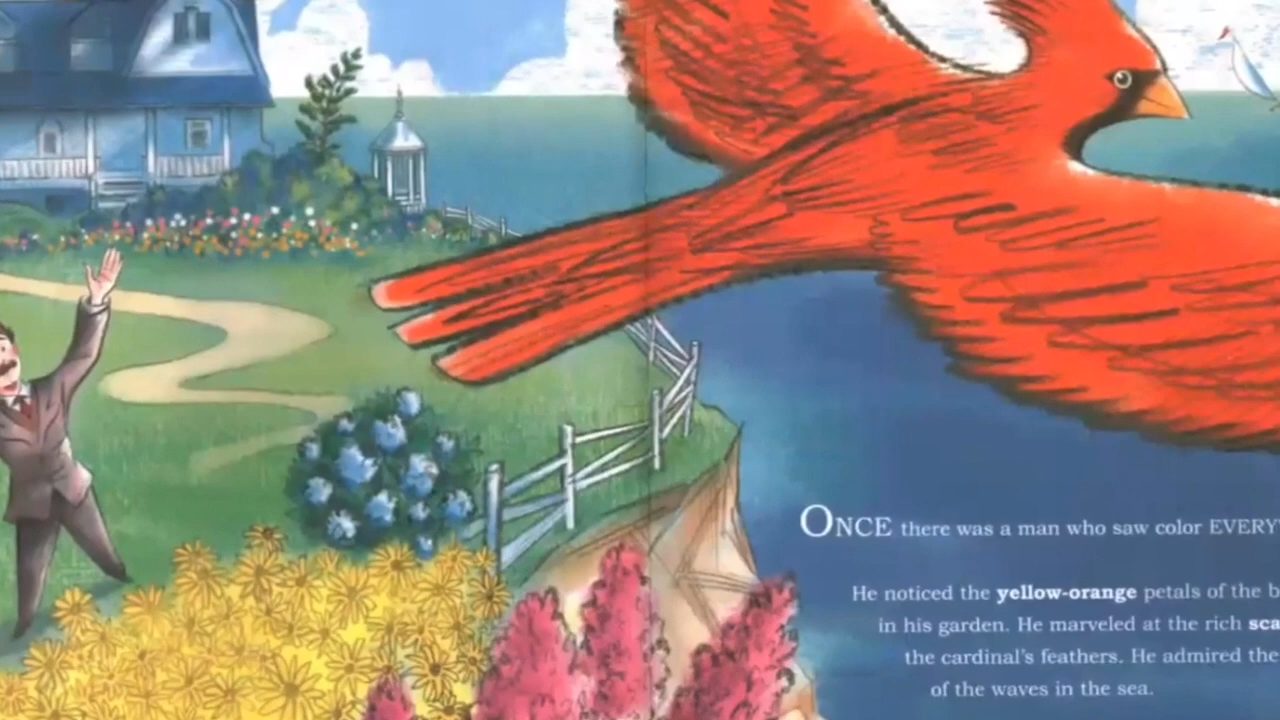 ONCE there was a man who saw color
He noticed the yellow-orange petals of the
in his garden. He marveled at the rich
the cardinal's feathers. He admired the
of the waves in the sea.